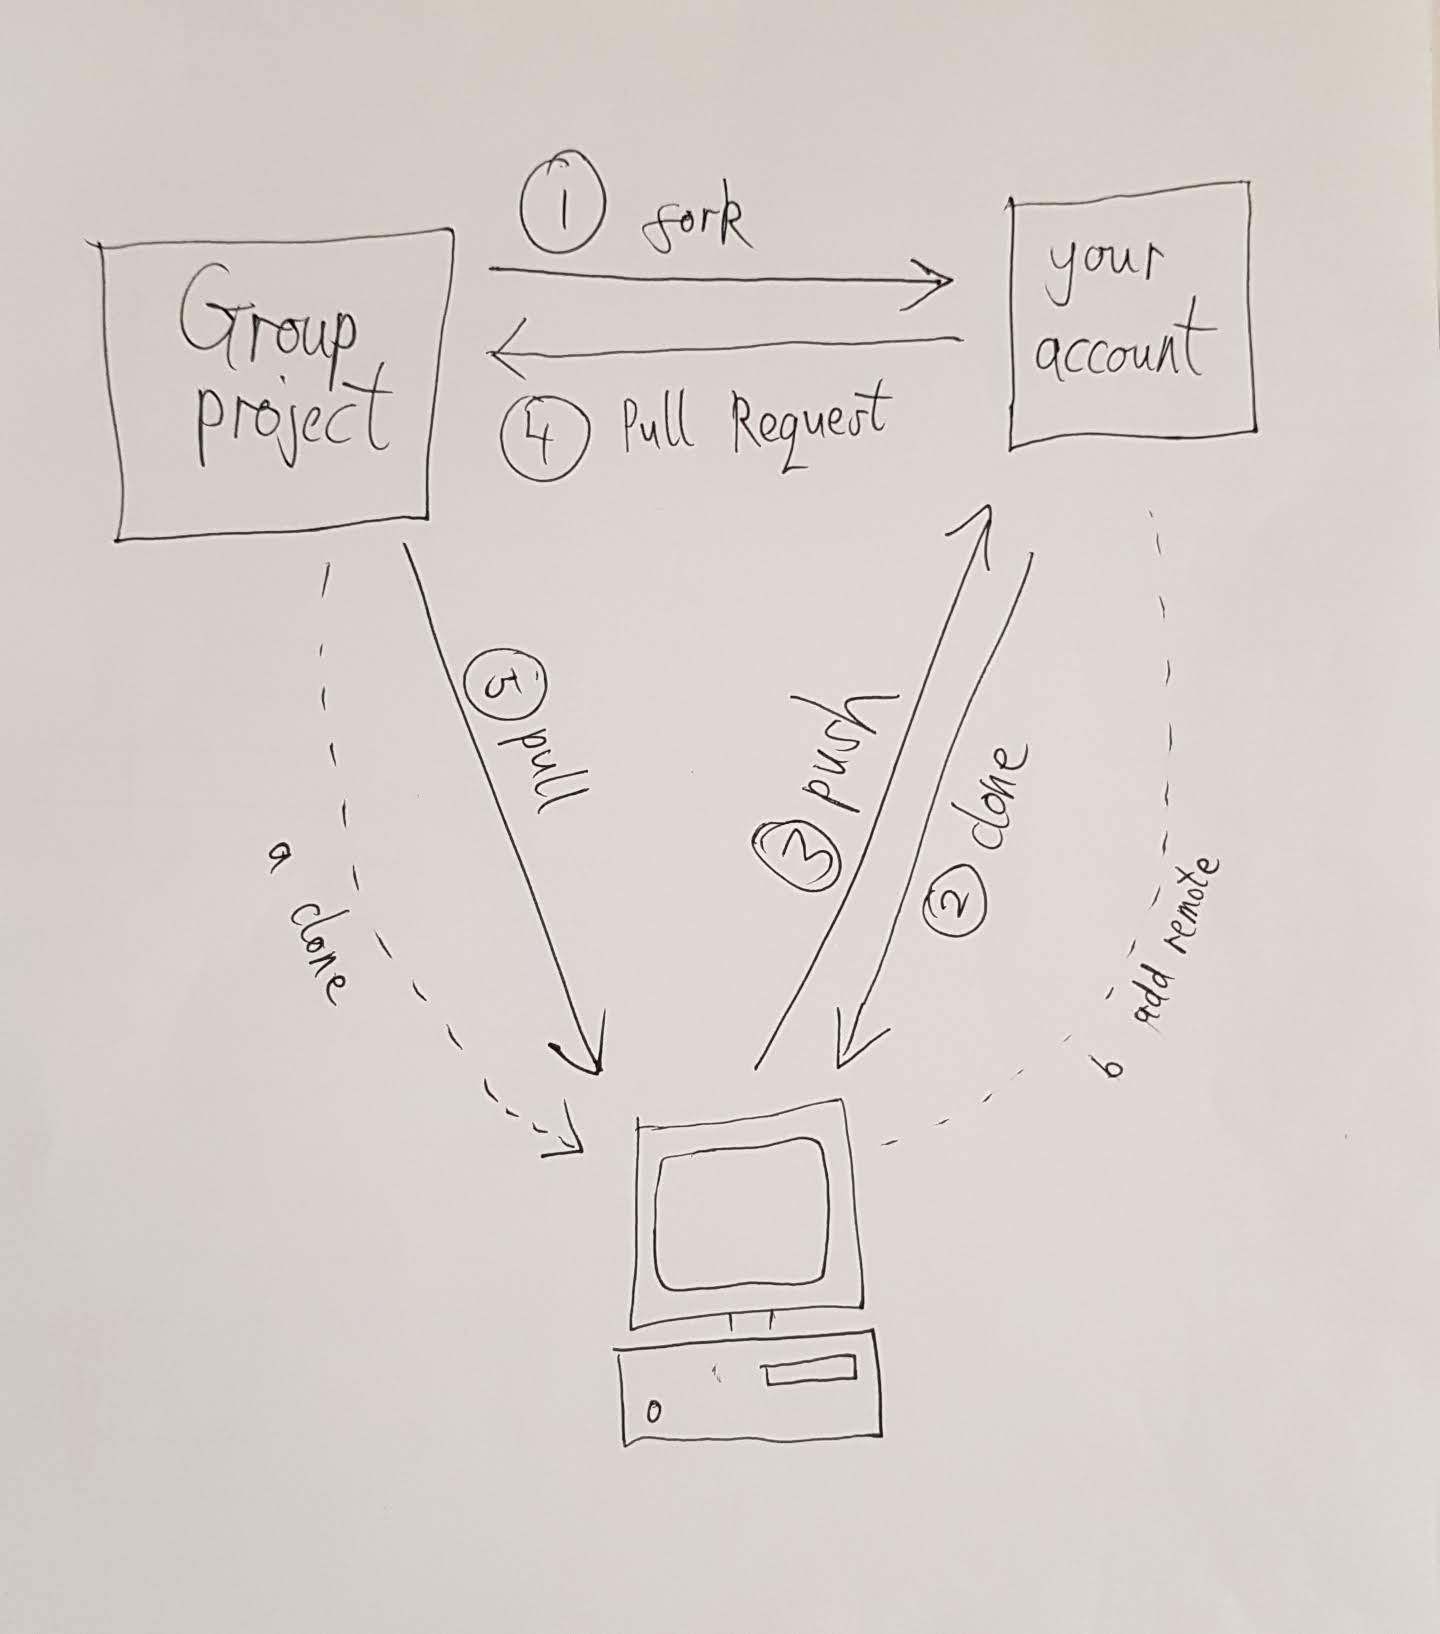 1 fork
Group
project
your
account
4 Pull Request
5 pull
3 push
2 clone
a clone
b add remote